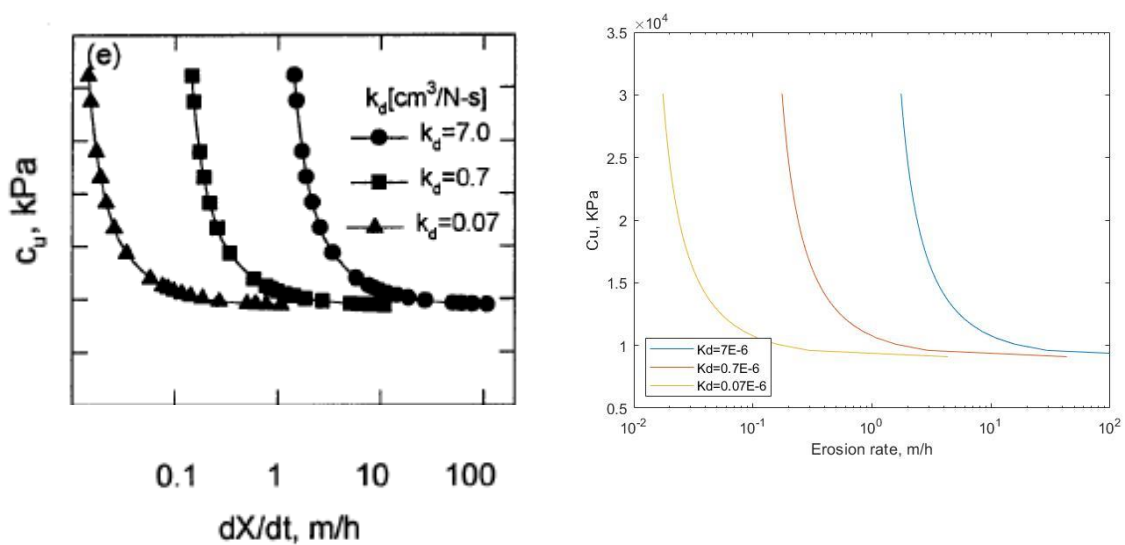 (e)
k_d[cm³/N-s]
k_d=7.0
k_d=0.7
k_d=0.07
c_u, kPa
0.1 1 10 100
dX/dt, m/h
×10⁴
3.5
3
2.5
2
1.5
1
0.5
Cu, KPa
Kd=7E-6
Kd=0.7E-6
Kd=0.07E-6
10⁻² 10⁻¹ 10⁰ 10¹ 10²
Erosion rate, m/h